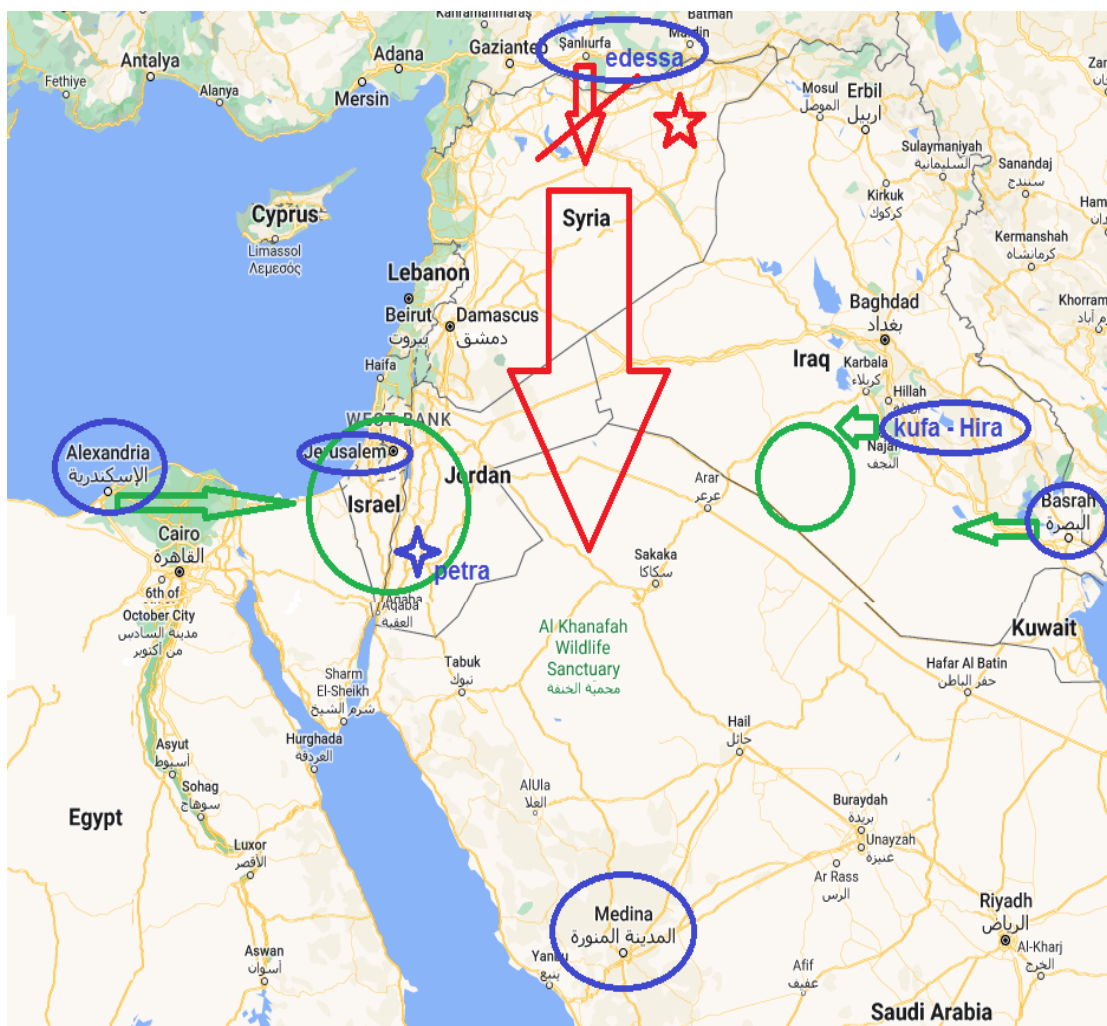 Kahramanmaraş
Batman
Antalya
Adana
Gaziantep
Şanlıurfa
edessa
Fethiye
Alanya
Mersin
Mosul
الموصل
Erbil
اربيل
Sulaymaniyah
السليمانية
Sanandaj
سنندج
Kirkuk
كركوك
Cyprus
Limassol
Λεμεσός
Syria
Kermanshah
كرمانشاه
Lebanon
Beirut
بيروت
Damascus
دمشق
Baghdad
بغداد
Haifa
Iraq
Karbala
كربلاء
Hillah
WEST BANK
kufa - Hira
Najaf
النجف
Alexandria
الإسكندرية
Jerusalem
Jordan
Israel
Arar
عرعر
Basrah
البصرة
Cairo
القاهرة
petra
Sakaka
سكاكا
6th of
October City
مدينة السادس
من أكتوبر
Aqaba
العقبة
Kuwait
Al Khanafah
Wildlife
Sanctuary
محمية الخنفة
Tabuk
تبوك
Hafar Al Batin
حفر الباطن
Sharm
El-Sheikh
شرم الشيخ
Hurghada
الغردقة
Hail
حائل
Asyut
أسيوط
Sohag
سوهاج
AlUla
العلا
Buraydah
بريدة
Unayzah
عنيزة
Egypt
Luxor
الأقصر
Ar Rass
الرس
Medina
المدينة المنورة
Riyadh
الرياض
Al-Kharj
الخرج
Aswan
أسوان
Yanbu
ينبع
Afif
عفيف
Saudi Arabia